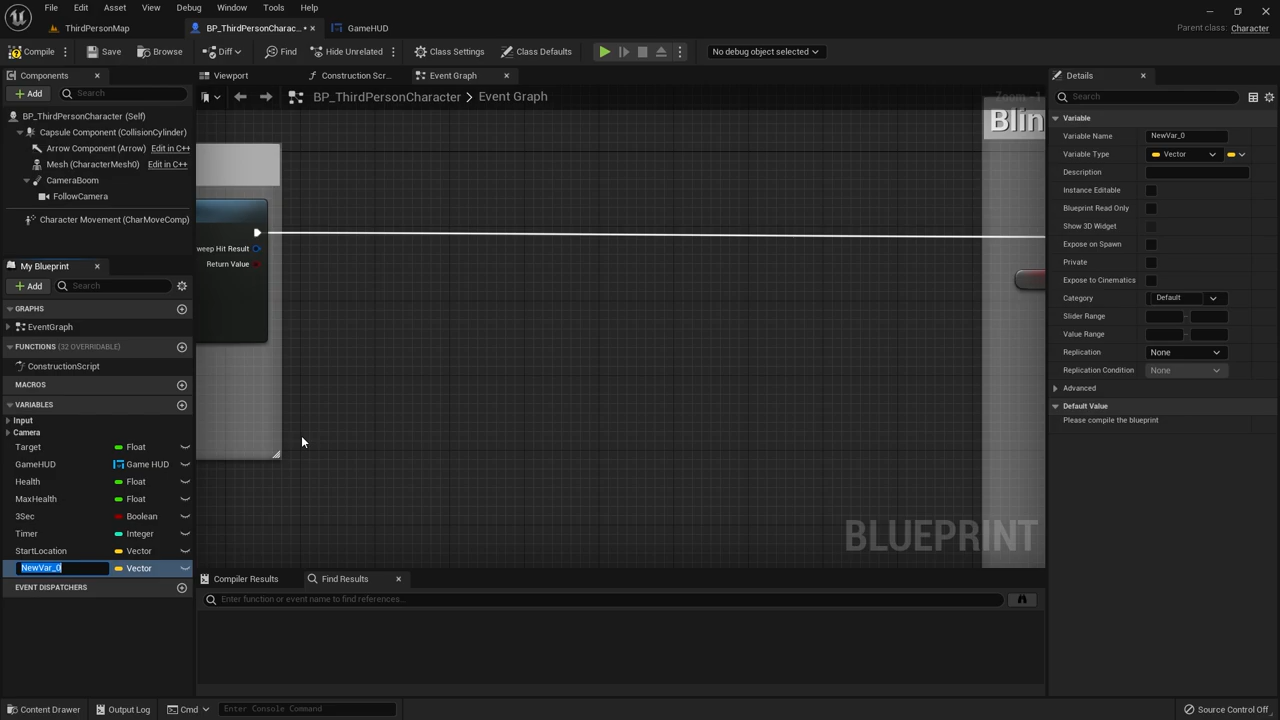 File Edit Asset View Debug Window Tools Help
ThirdPersonMap BP_ThirdPersonCharac... GameHUD Parent class: Character
Compile Save Browse Diff Find Hide Unrelated Class Settings Class Defaults No debug object selected
Components Viewport Construction Scr... Event Graph Details
Add Search BP_ThirdPersonCharacter > Event Graph Zoom -1 Search
BP_ThirdPersonCharacter (Self) Variable
Capsule Component (CollisionCylinder) Blin Variable Name NewVar_0
Arrow Component (Arrow) Edit in C++ Variable Type Vector
Mesh (CharacterMesh0) Edit in C++ Description
CameraBoom Instance Editable
FollowCamera Blueprint Read Only
Character Movement (CharMoveComp) Show 3D Widget
Expose on Spawn
weep Hit Result Private
My Blueprint Return Value Expose to Cinematics
Add Search Category Default
GRAPHS Slider Range
EventGraph Value Range
FUNCTIONS (32 OVERRIDABLE) Replication None
ConstructionScript Replication Condition None
MACROS Advanced
VARIABLES Default Value
Input Please compile the blueprint
Camera
Target Float
GameHUD Game HUD
Health Float
MaxHealth Float
3Sec Boolean
Timer Integer
StartLocation Vector
NewVar_0 Vector
BLUEPRINT
EVENT DISPATCHERS Compiler Results Find Results
Enter function or event name to find references...
Content Drawer Output Log Cmd Enter Console Command Source Control Off